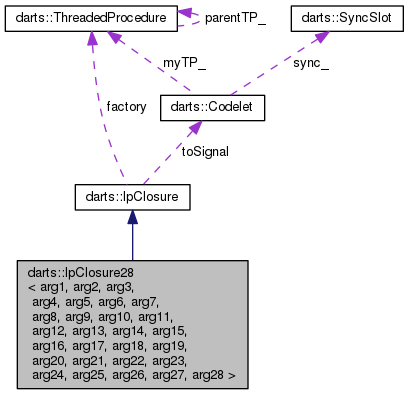 darts::ThreadedProcedure
darts::SyncSlot
parentTP_
myTP_
sync_
factory
darts::Codelet
toSignal
darts::lpClosure
darts::lpClosure28
< arg1, arg2, arg3,
arg4, arg5, arg6, arg7,
arg8, arg9, arg10, arg11,
arg12, arg13, arg14, arg15,
arg16, arg17, arg18, arg19,
arg20, arg21, arg22, arg23,
arg24, arg25, arg26, arg27, arg28 >